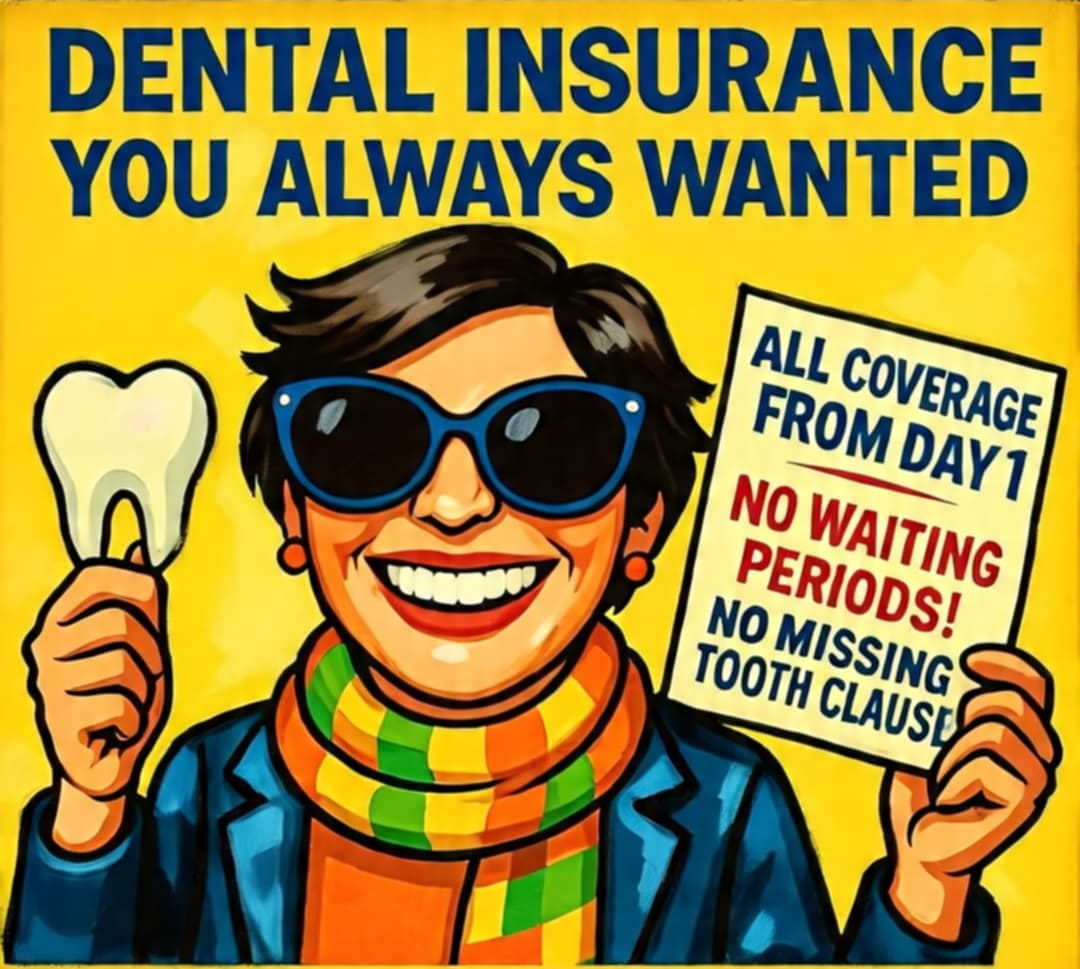 DENTAL INSURANCE
YOU ALWAYS WANTED
ALL COVERAGE
FROM DAY 1
NO WAITING
PERIODS!
NO MISSING
TOOTH CLAUSE